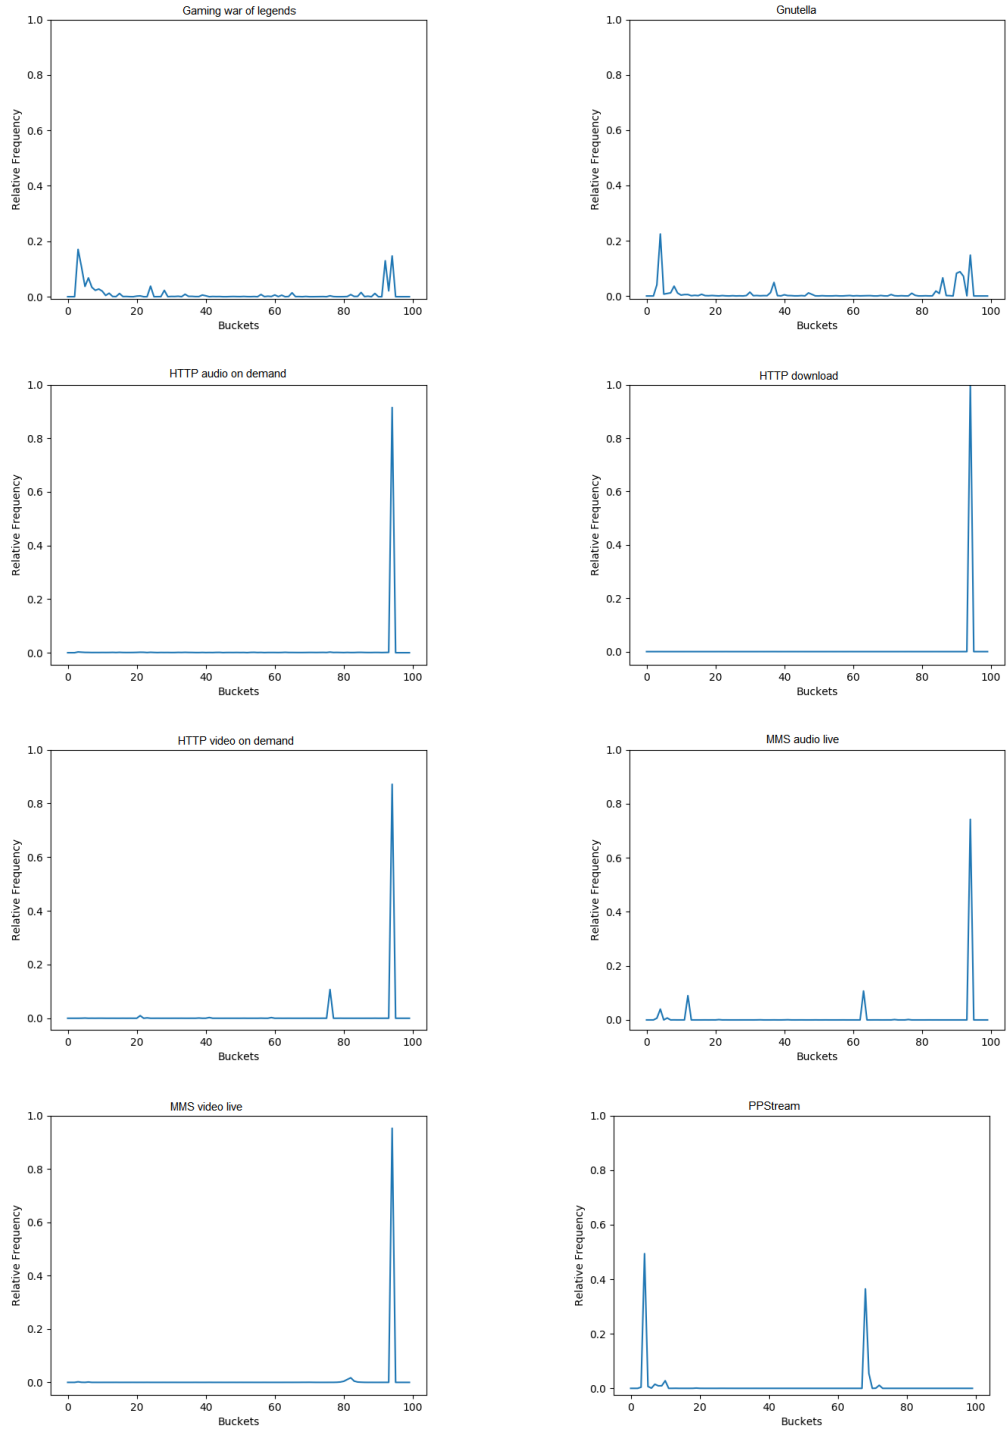 Gaming war of legends
1.0
0.8
0.6
0.4
0.2
0.0
Relative Frequency
0 20 40 60 80 100
Buckets
Gnutella
1.0
0.8
0.6
0.4
0.2
0.0
Relative Frequency
0 20 40 60 80 100
Buckets
HTTP audio on demand
1.0
0.8
0.6
0.4
0.2
0.0
Relative Frequency
0 20 40 60 80 100
Buckets
HTTP download
1.0
0.8
0.6
0.4
0.2
0.0
Relative Frequency
0 20 40 60 80 100
Buckets
HTTP video on demand
1.0
0.8
0.6
0.4
0.2
0.0
Relative Frequency
0 20 40 60 80 100
Buckets
MMS audio live
1.0
0.8
0.6
0.4
0.2
0.0
Relative Frequency
0 20 40 60 80 100
Buckets
MMS video live
1.0
0.8
0.6
0.4
0.2
0.0
Relative Frequency
0 20 40 60 80 100
Buckets
PPStream
1.0
0.8
0.6
0.4
0.2
0.0
Relative Frequency
0 20 40 60 80 100
Buckets